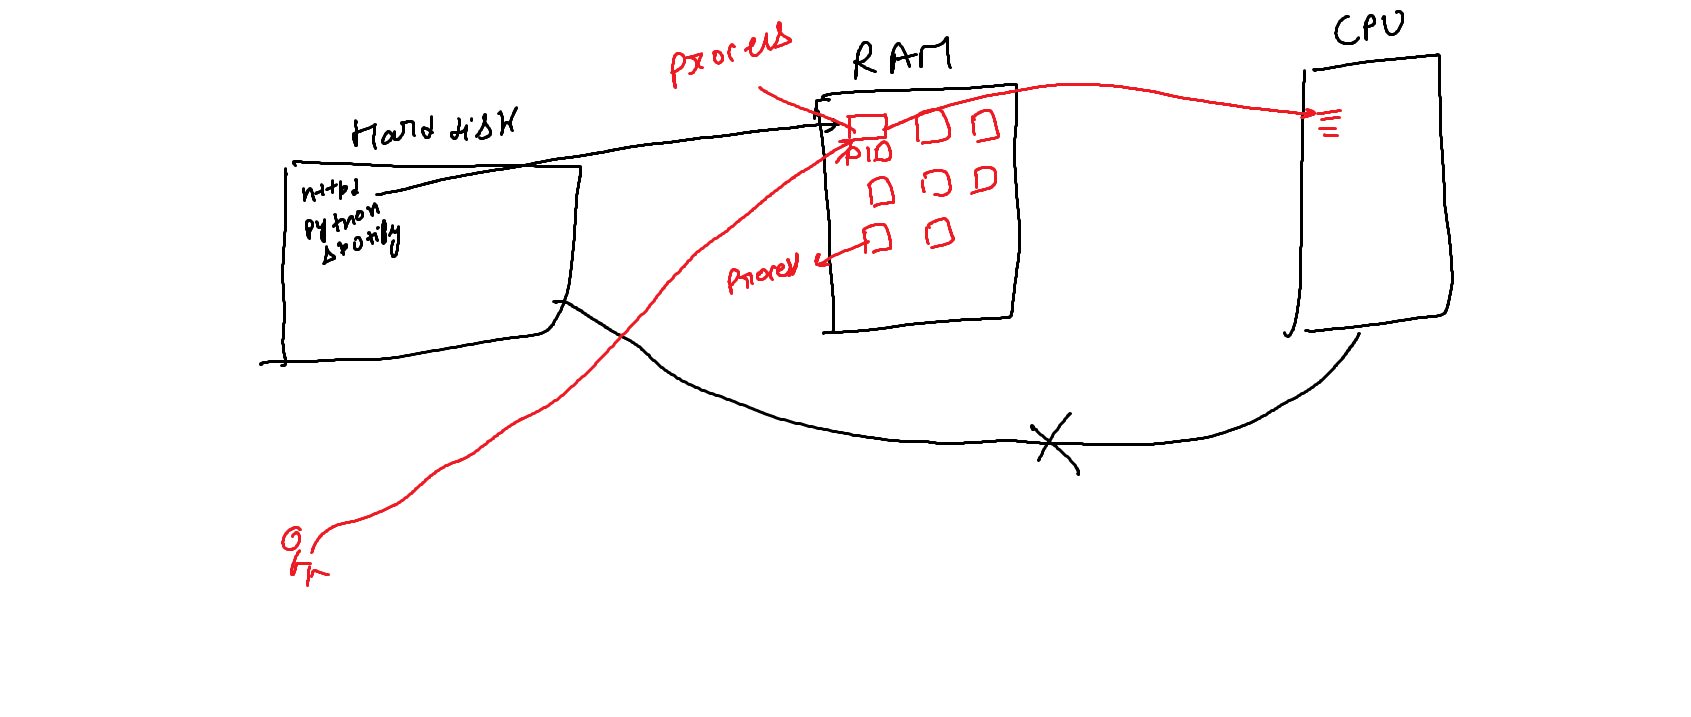 Process
RAM
CPU
Hard disk
httpd
python
spotify
PID
Process